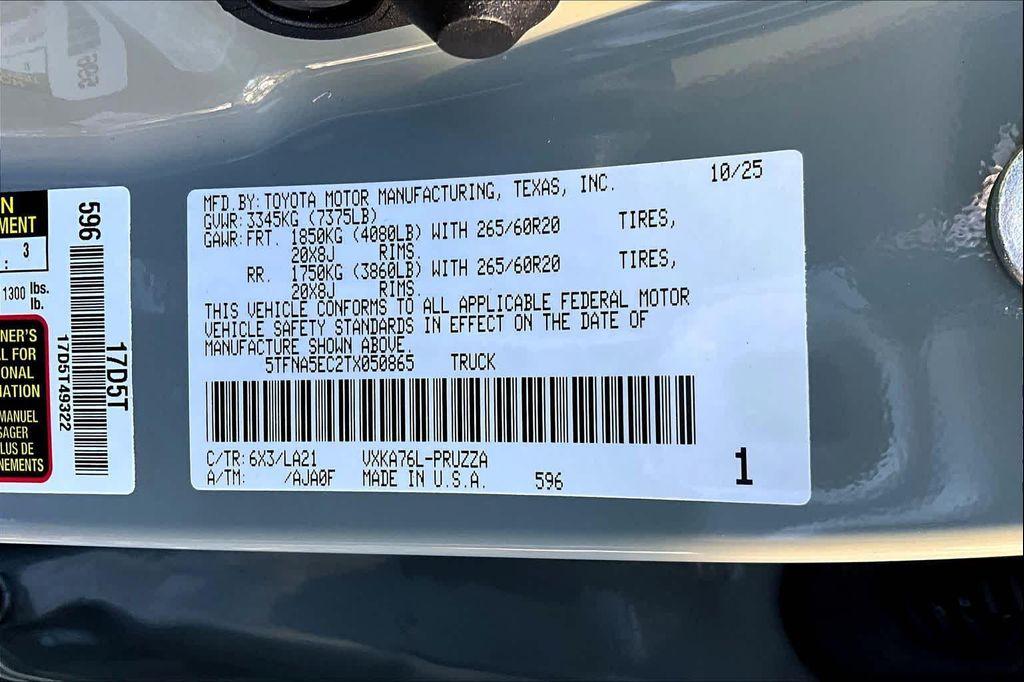 MFD.BY: TOYOTA MOTOR MANUFACTURING, TEXAS, INC. 10/25
GVWR: 3345KG (7375LB)
GAWR: FRT. 1850KG (4080LB) WITH 265/60R20 TIRES,
20X8J RIMS.
RR. 1750KG (3860LB) WITH 265/60R20 TIRES,
20X8J RIMS.
THIS VEHICLE CONFORMS TO ALL APPLICABLE FEDERAL MOTOR
VEHICLE SAFETY STANDARDS IN EFFECT ON THE DATE OF
MANUFACTURE SHOWN ABOVE.
5TFNA5EC2TX050865 TRUCK
C/TR: 6X3/LA21 VXKA76L-PRUZZA
A/TM: /AJA0F MADE IN U.S.A. 596
1
N
MENT
: 3
1300 lbs.
lb.
NER'S
L FOR
ONAL
MATION
MANUEL
SAGER
LUS DE
NEMENTS
596
17D5T
17D5T49322